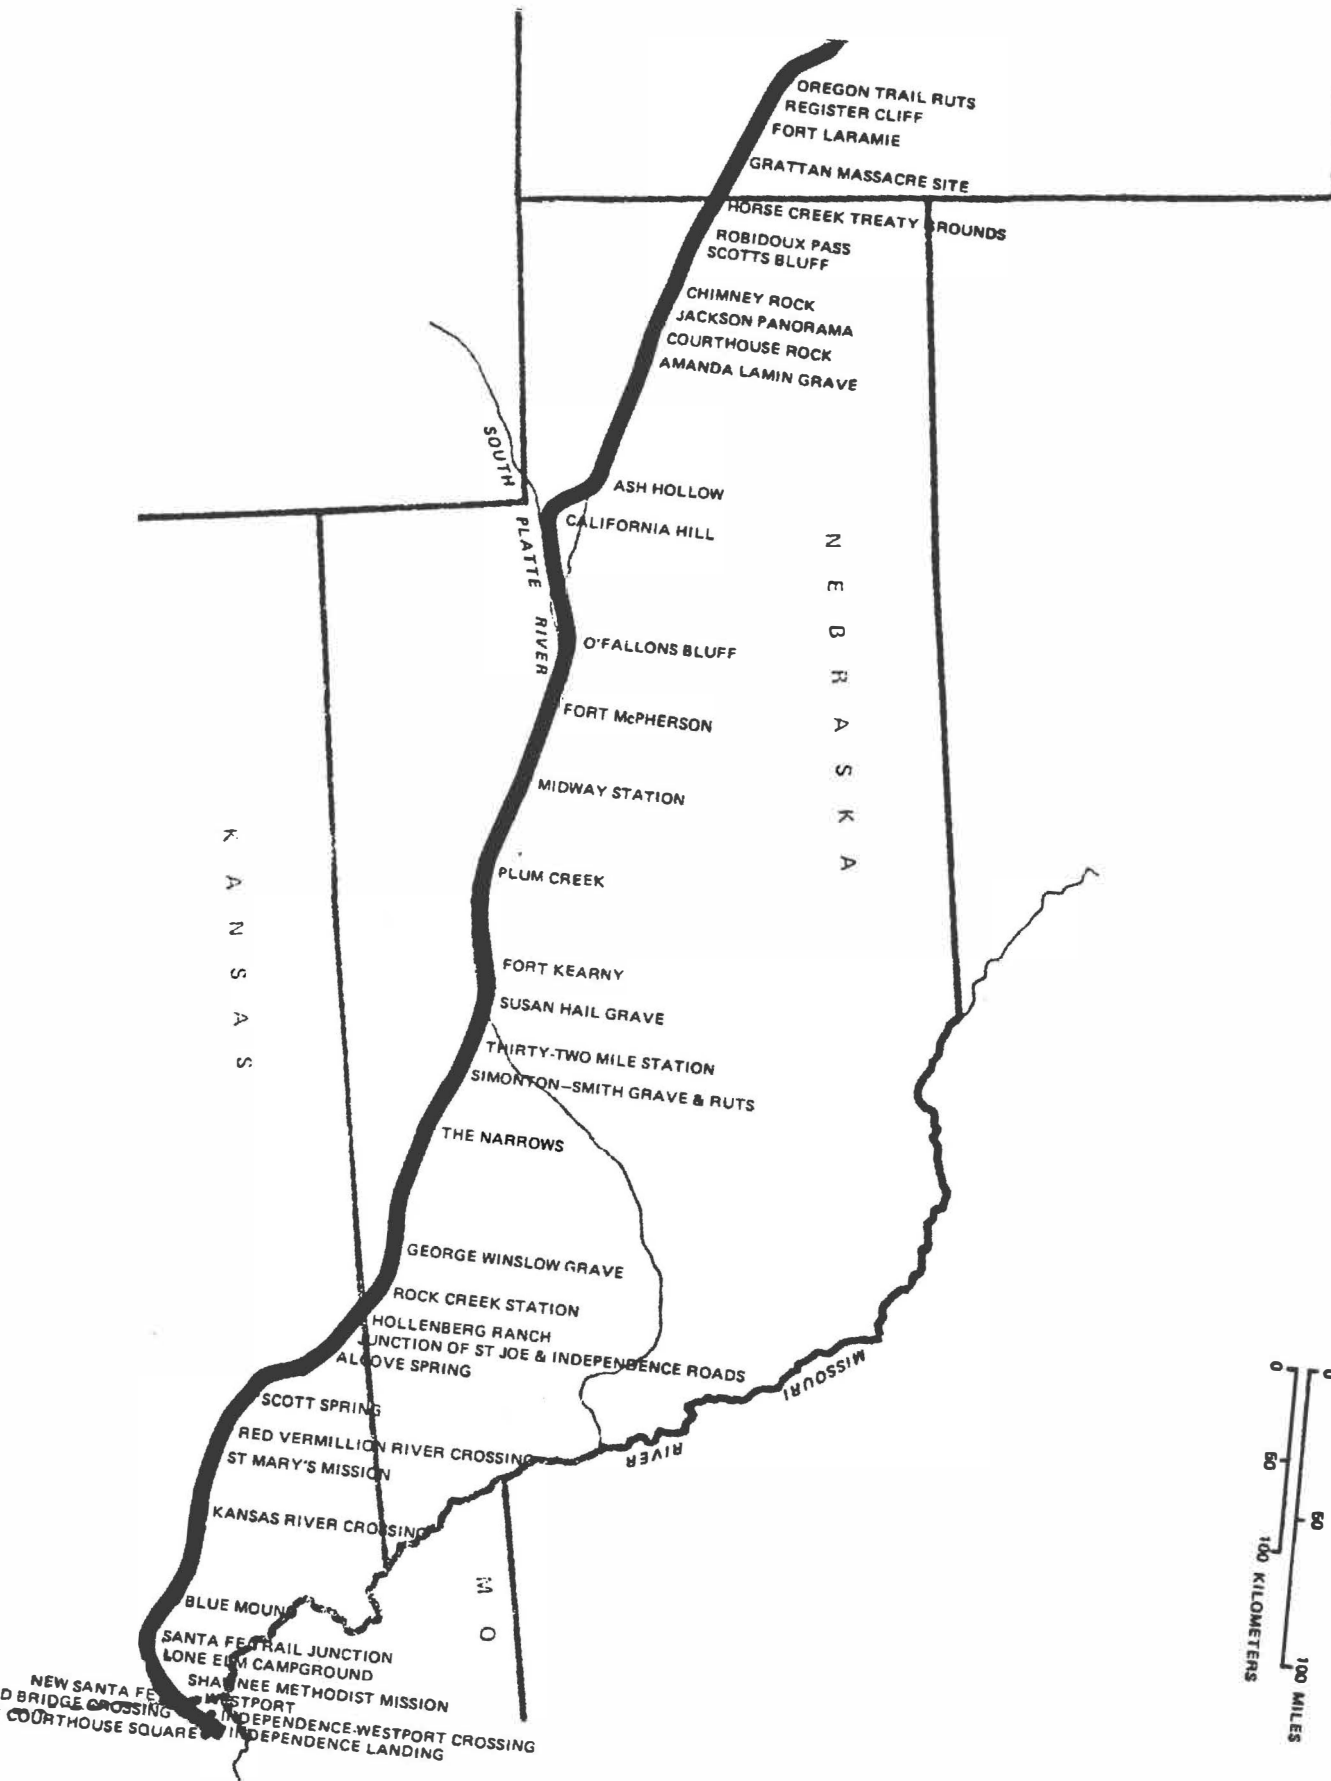 OREGON TRAIL RUTS
REGISTER CLIFF
FORT LARAMIE
GRATTAN MASSACRE SITE
HORSE CREEK TREATY GROUNDS
ROBIDOUX PASS
SCOTTS BLUFF
CHIMNEY ROCK
JACKSON PANORAMA
COURTHOUSE ROCK
AMANDA LAMIN GRAVE
SOUTH PLATTE RIVER
ASH HOLLOW
CALIFORNIA HILL
NEBRASKA
O'FALLONS BLUFF
FORT McPHERSON
MIDWAY STATION
KANSAS
PLUM CREEK
FORT KEARNY
SUSAN HAIL GRAVE
THIRTY-TWO MILE STATION
SIMONTON–SMITH GRAVE & RUTS
THE NARROWS
GEORGE WINSLOW GRAVE
ROCK CREEK STATION
HOLLENBERG RANCH
JUNCTION OF ST JOE & INDEPENDENCE ROADS
ALCOVE SPRING
MISSOURI RIVER
SCOTT SPRING
RED VERMILLION RIVER CROSSING
ST MARY'S MISSION
KANSAS RIVER CROSSING
MO
BLUE MOUND
SANTA FE TRAIL JUNCTION
LONE ELM CAMPGROUND
SHAWNEE METHODIST MISSION
NEW SANTA FE
WESTPORT
D BRIDGE CROSSING
INDEPENDENCE-WESTPORT CROSSING
COURTHOUSE SQUARE
INDEPENDENCE LANDING
0 50 100 KILOMETERS
0 50 100 MILES